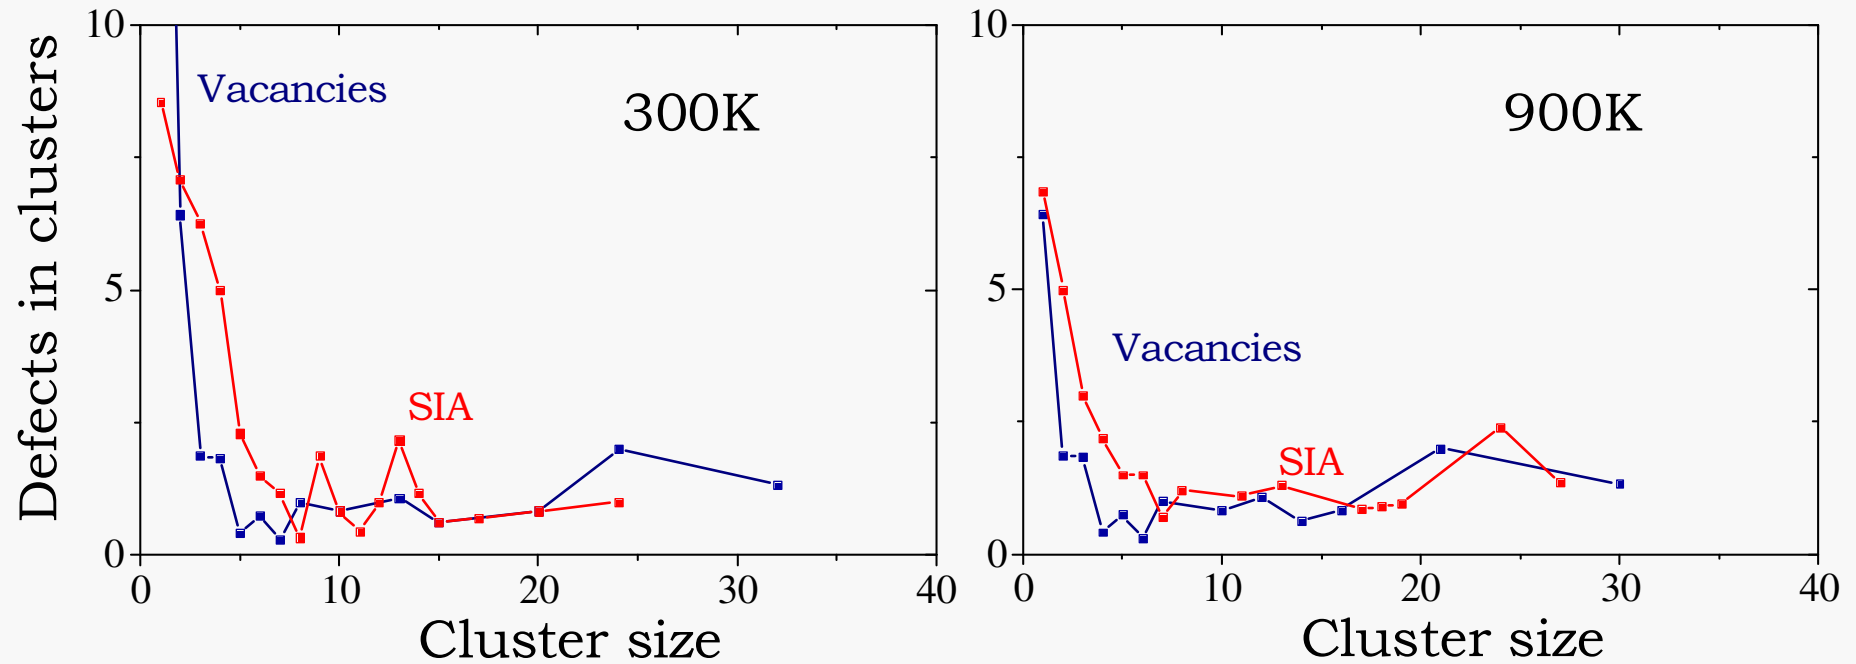 Defects in clusters
10
5
0
0 10 20 30 40
Cluster size
Vacancies
300K
SIA
10
5
0
0 10 20 30 40
Cluster size
900K
Vacancies
SIA